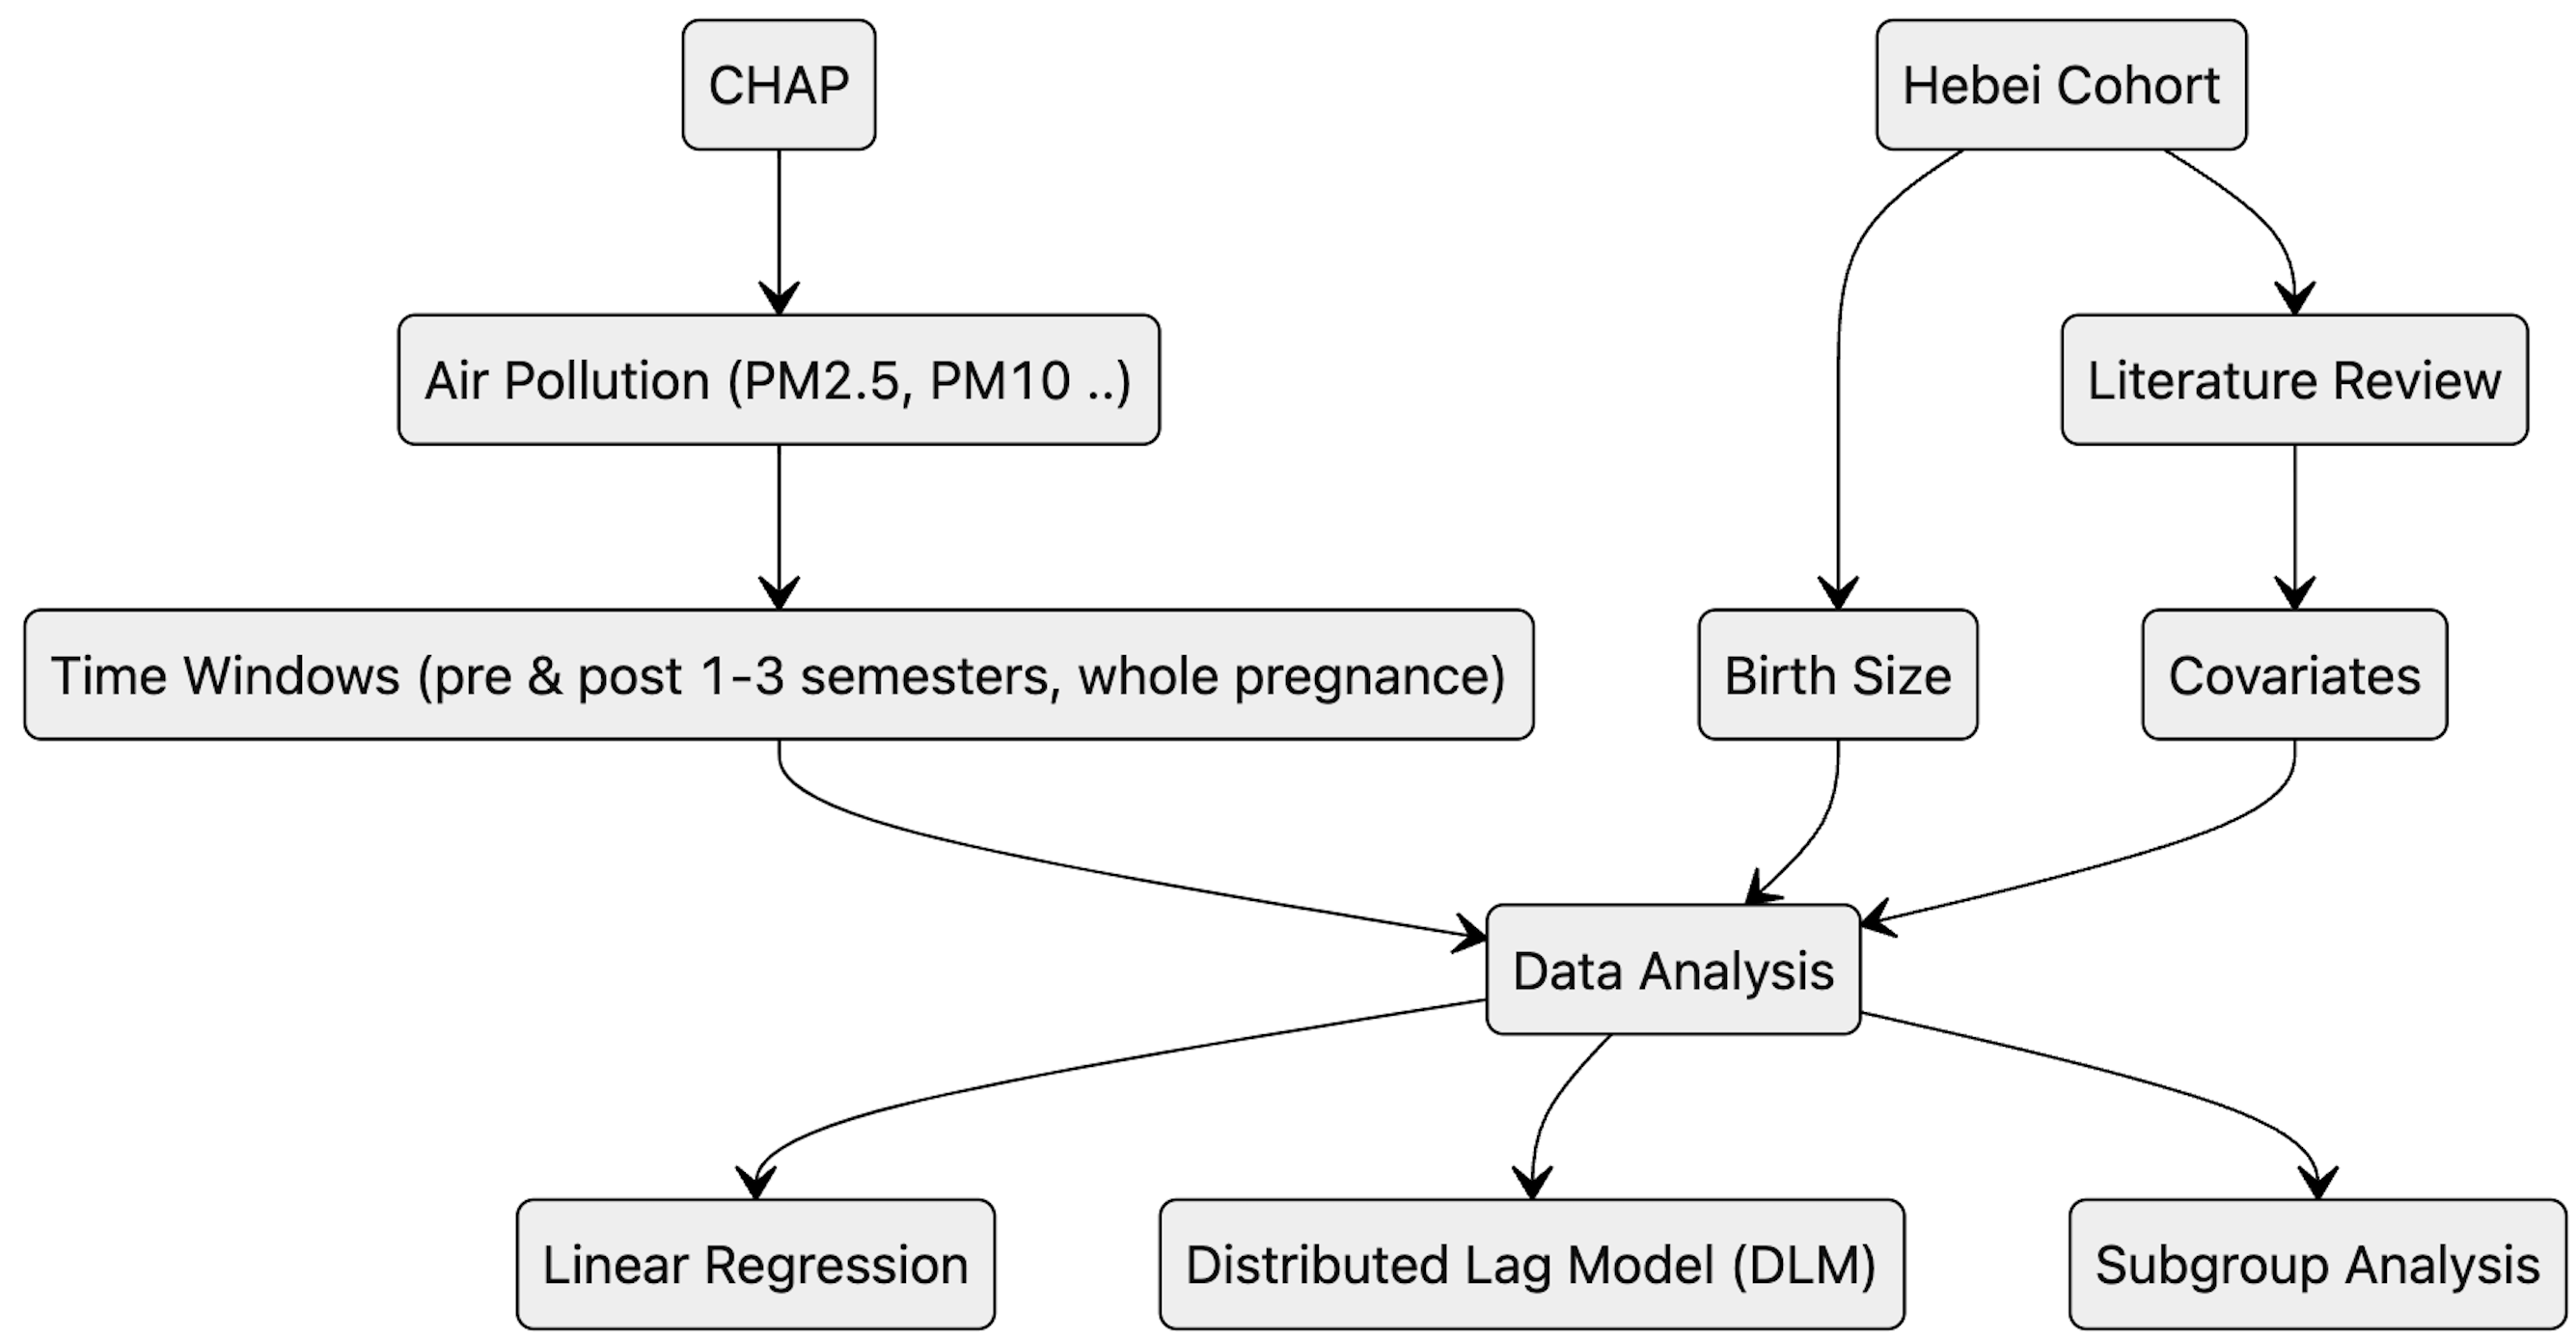 CHAP
Hebei Cohort
Air Pollution (PM2.5, PM10 ..)
Literature Review
Time Windows (pre & post 1-3 semesters, whole pregnance)
Birth Size
Covariates
Data Analysis
Linear Regression
Distributed Lag Model (DLM)
Subgroup Analysis